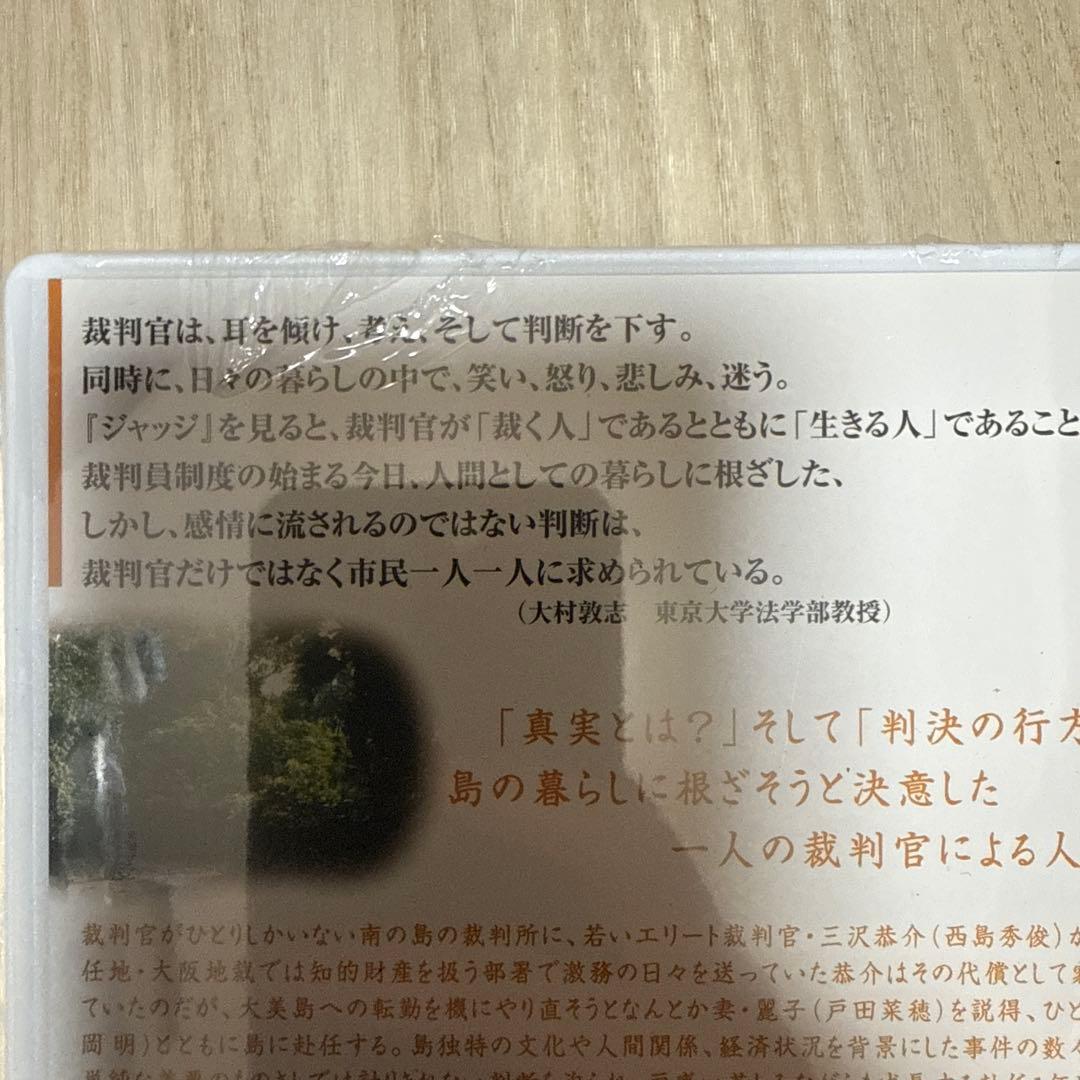 裁判官は、耳を傾け、考え、そして判断を下す。
同時に、日々の暮らしの中で、笑い、怒り、悲しみ、迷う。
『ジャッジ』を見ると、裁判官が「裁く人」であるとともに「生きる人」であること
裁判員制度の始まる今日、人間としての暮らしに根ざした、
しかし、感情に流されるのではない判断は、
裁判官だけではなく市民一人一人に求められている。
（大村敦志　東京大学法学部教授）
「真実とは？」そして「判決の行方
島の暮らしに根ざそうと決意した
一人の裁判官による人
裁判官がひとりしかいない南の島の裁判所に、若いエリート裁判官・三沢恭介（西島秀俊）か
任地・大阪地裁では知的財産を扱う部署で激務の日々を送っていた恭介はその代償として家
ていたのだが、大美島への転勤を機にやり直そうとなんとか妻・麗子（戸田菜穂）を説得、ひと
岡 明）とともに島に赴任する。島独特の文化や人間関係、経済状況を背景にした事件の数々